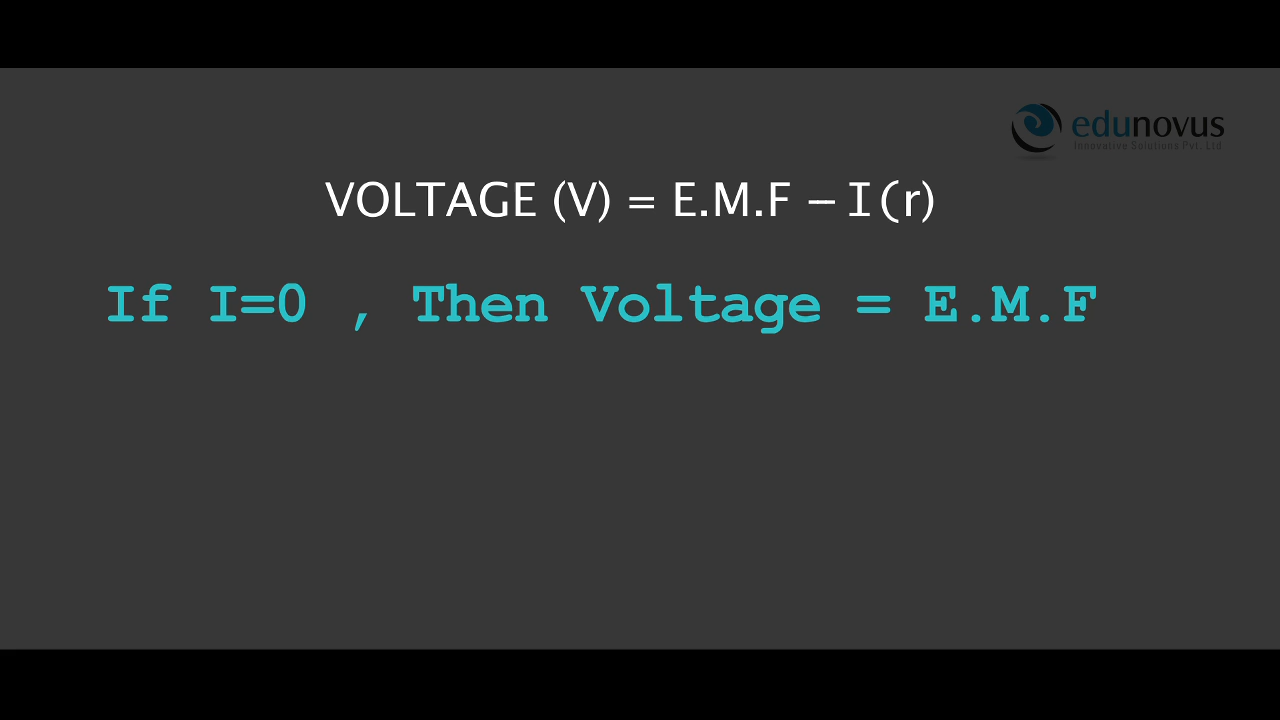 edunovus
Innovative Solutions Pvt. Ltd
VOLTAGE (V) = E.M.F – I(r)
If I=0 , Then Voltage = E.M.F